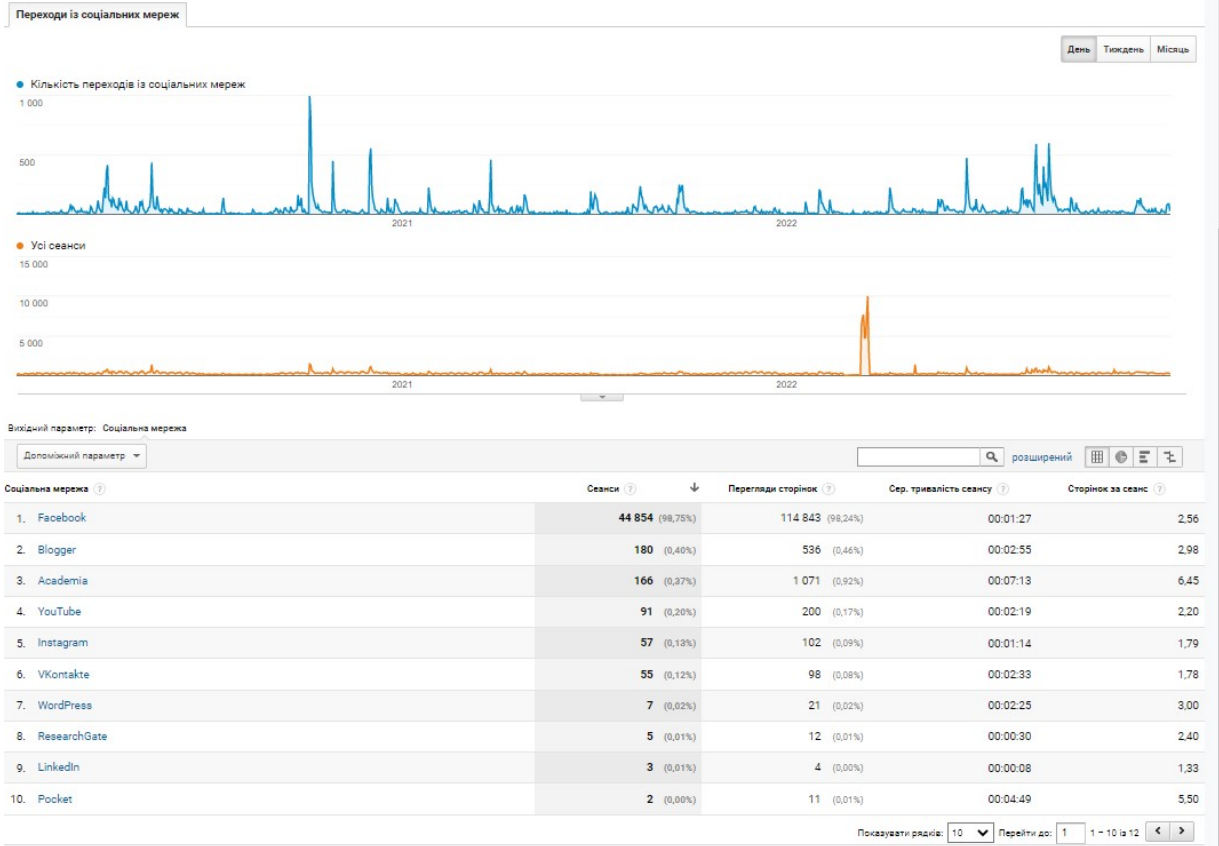 Переходи із соціальних мереж
День Тиждень Місяць
Кількість переходів із соціальних мереж
1 000
500
2021 2022
Усі сеанси
15 000
10 000
5 000
2021 2022
Вихідний параметр: Соціальна мережа
Допоміжний параметр розширений
Соціальна мережа ? Сеанси ? Перегляди сторінок ? Сер. тривалість сеансу ? Сторінок за сеанс ?
1. Facebook 44 854 (98,75%) 114 843 (98,24%) 00:01:27 2,56
2. Blogger 180 (0,40%) 536 (0,46%) 00:02:55 2,98
3. Academia 166 (0,37%) 1 071 (0,92%) 00:07:13 6,45
4. YouTube 91 (0,20%) 200 (0,17%) 00:02:19 2,20
5. Instagram 57 (0,13%) 102 (0,09%) 00:01:14 1,79
6. VKontakte 55 (0,12%) 98 (0,08%) 00:02:33 1,78
7. WordPress 7 (0,02%) 21 (0,02%) 00:02:25 3,00
8. ResearchGate 5 (0,01%) 12 (0,01%) 00:00:30 2,40
9. LinkedIn 3 (0,01%) 4 (0,00%) 00:00:08 1,33
10. Pocket 2 (0,00%) 11 (0,01%) 00:04:49 5,50
Показувати рядків: 10 Перейти до: 1 1 – 10 із 12